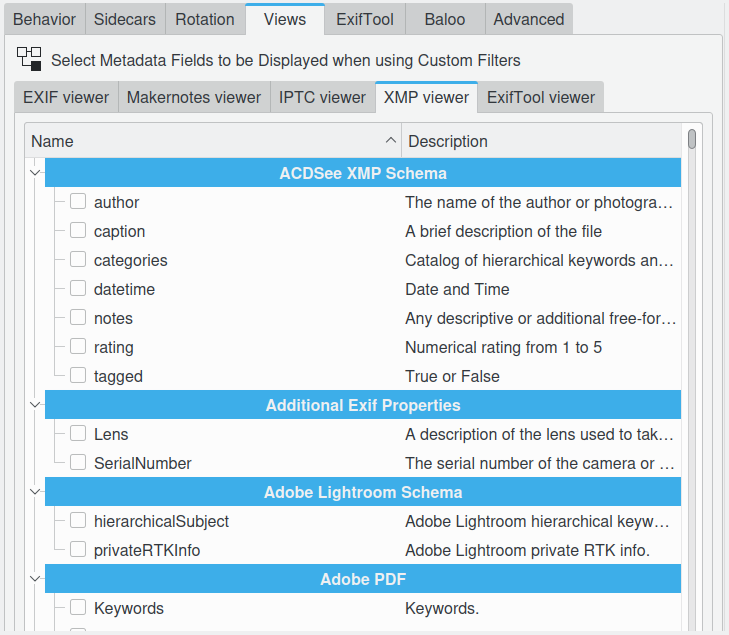 Behavior Sidecars Rotation Views ExifTool Baloo Advanced
Select Metadata Fields to be Displayed when using Custom Filters
EXIF viewer Makernotes viewer IPTC viewer XMP viewer ExifTool viewer
Name Description
ACDSee XMP Schema
author The name of the author or photogra…
caption A brief description of the file
categories Catalog of hierarchical keywords an…
datetime Date and Time
notes Any descriptive or additional free-for…
rating Numerical rating from 1 to 5
tagged True or False
Additional Exif Properties
Lens A description of the lens used to tak…
SerialNumber The serial number of the camera or …
Adobe Lightroom Schema
hierarchicalSubject Adobe Lightroom hierarchical keyw…
privateRTKInfo Adobe Lightroom private RTK info.
Adobe PDF
Keywords Keywords.